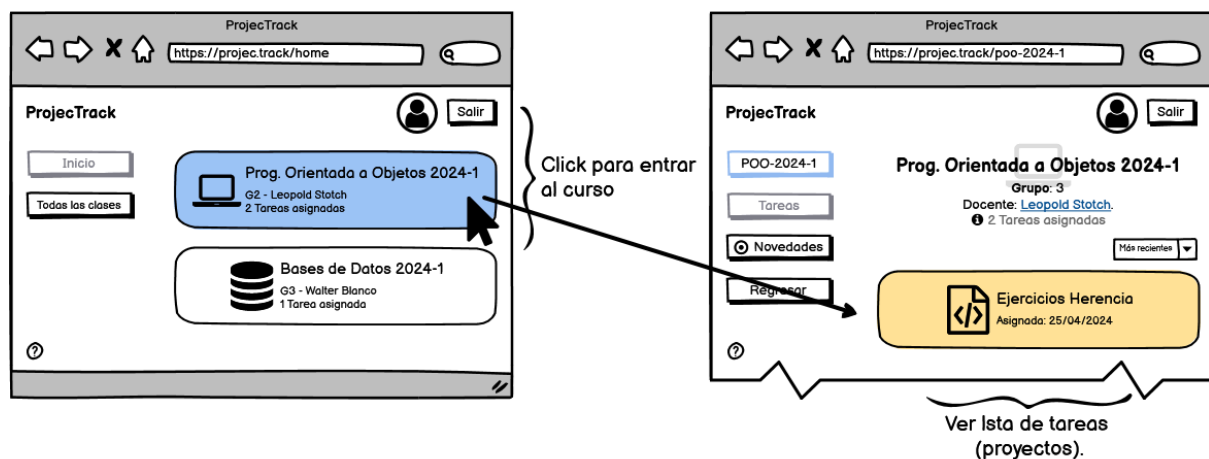 ProjecTrack
https://projec.track/home
ProjecTrack
Salir
Inicio
Todas las clases
Prog. Orientada a Objetos 2024-1
G2 - Leopold Stotch
2 Tareas asignadas
Bases de Datos 2024-1
G3 - Walter Blanco
1 Tarea asignada
?
Click para entrar
al curso
ProjecTrack
https://projec.track/poo-2024-1
ProjecTrack
Salir
POO-2024-1
Tareas
Novedades
Regresar
Prog. Orientada a Objetos 2024-1
Grupo: 3
Docente: Leopold Stotch.
2 Tareas asignadas
Más recientes
Ejercicios Herencia
Asignada: 25/04/2024
?
Ver lsta de tareas
(proyectos).